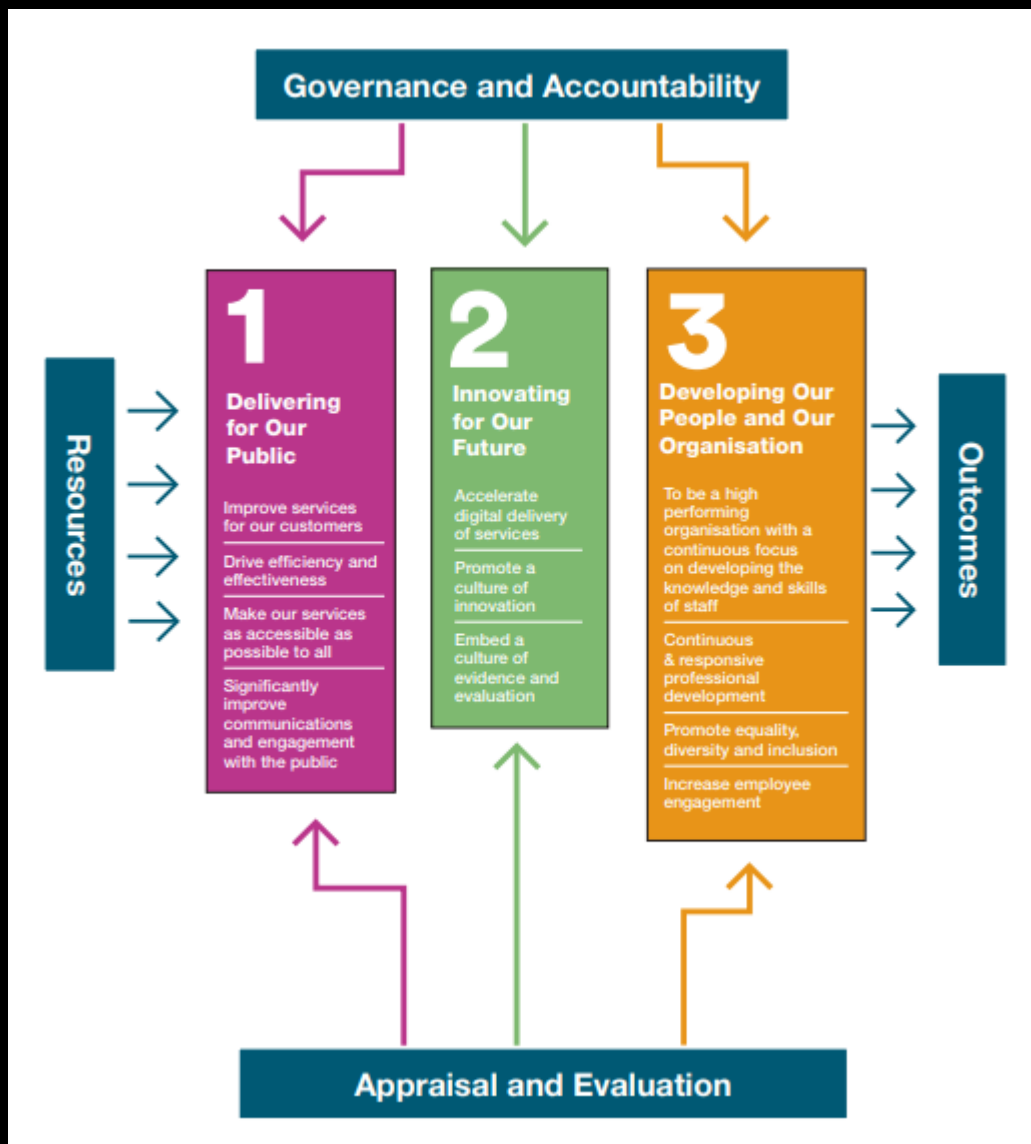 Governance and Accountability
Resources
1
Delivering
for Our
Public
Improve services
for our customers
Drive efficiency and
effectiveness
Make our services
as accessible as
possible to all
Significantly
improve
communications
and engagement
with the public
2
Innovating
for Our
Future
Accelerate
digital delivery
of services
Promote a
culture of
innovation
Embed a
culture of
evidence and
evaluation
3
Developing Our
People and Our
Organisation
To be a high
performing
organisation with a
continuous focus
on developing the
knowledge and skills
of staff
Continuous
& responsive
professional
development
Promote equality,
diversity and inclusion
Increase employee
engagement
Outcomes
Appraisal and Evaluation